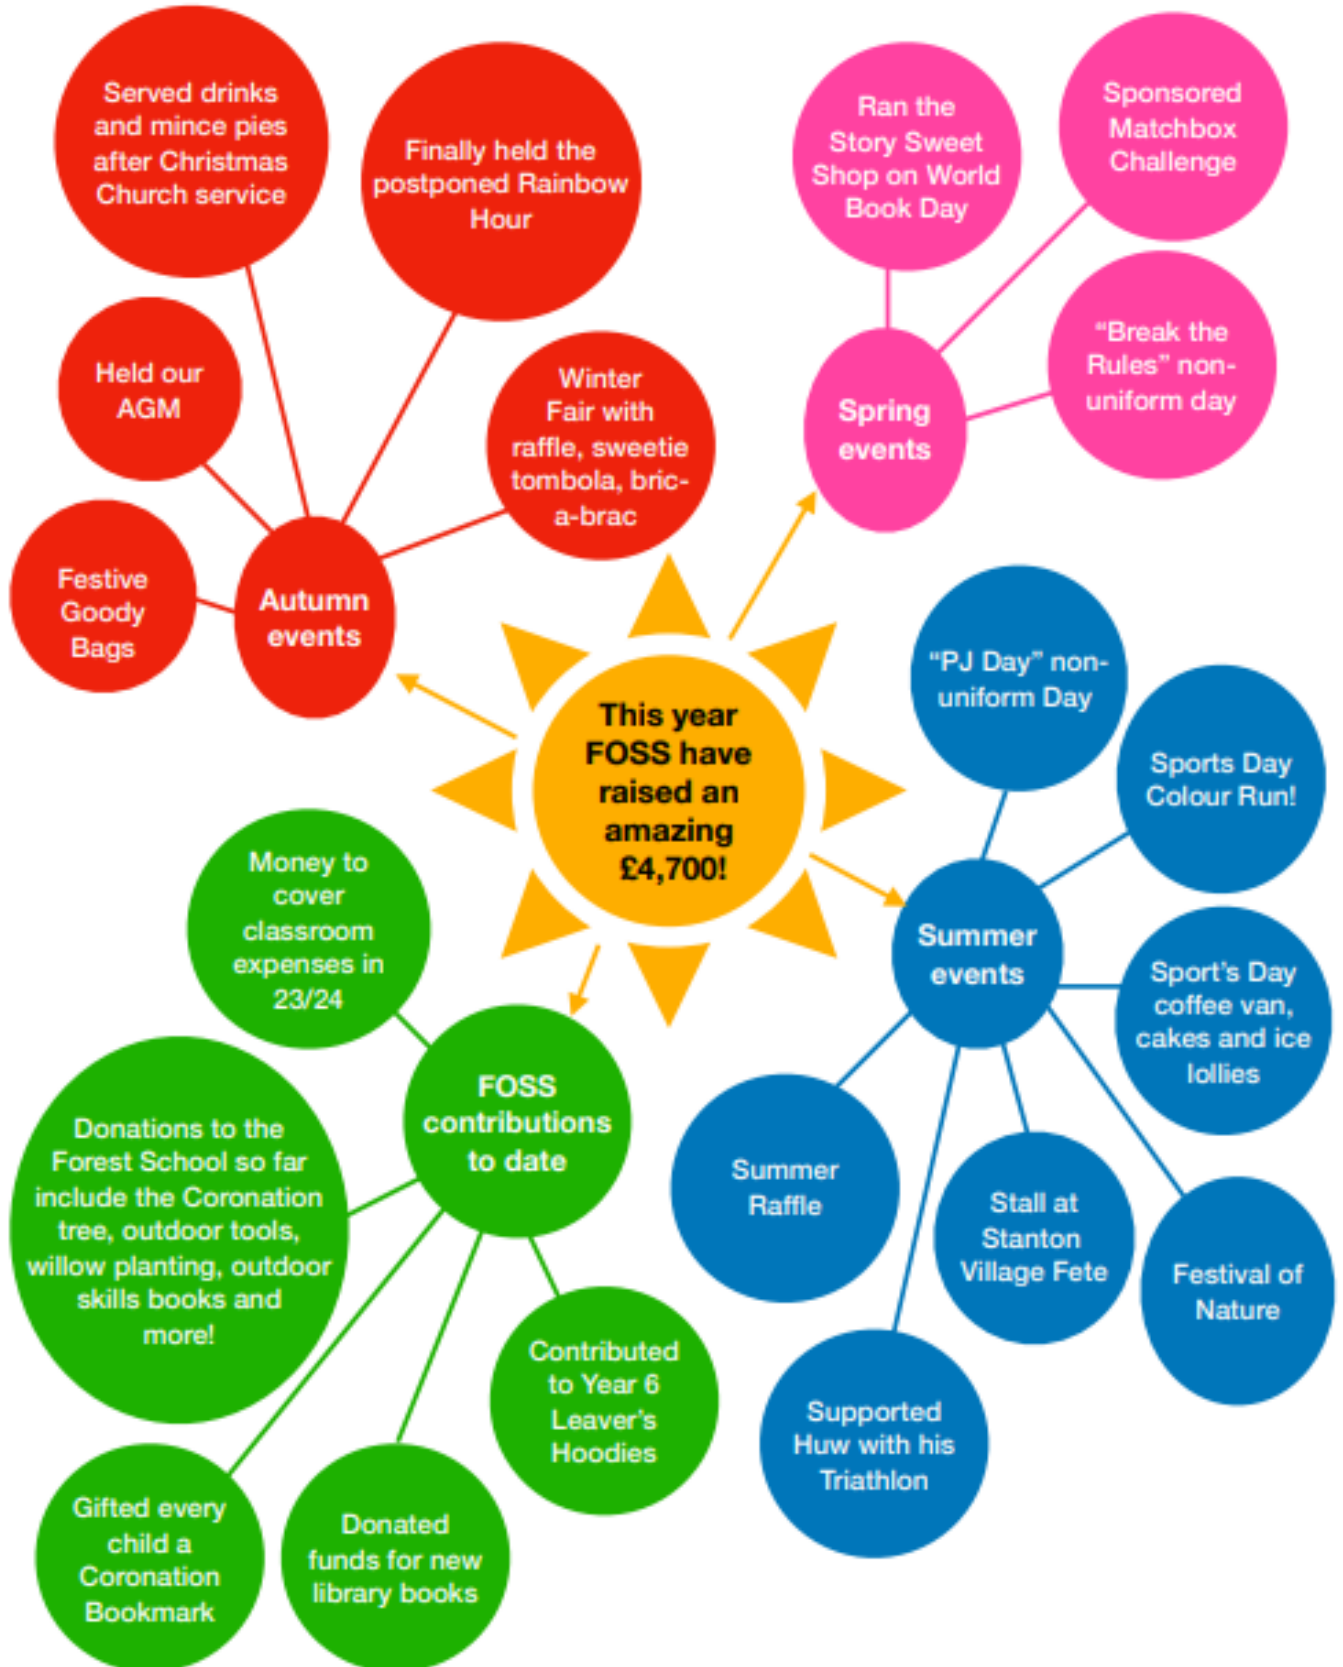 Served drinks
and mince pies
after Christmas
Church service
Finally held the
postponed Rainbow
Hour
Held our
AGM
Winter
Fair with
raffle, sweetie
tombola, bric-
a-brac
Festive
Goody
Bags
Autumn
events
Ran the
Story Sweet
Shop on World
Book Day
Sponsored
Matchbox
Challenge
“Break the
Rules” non-
uniform day
Spring
events
This year
FOSS have
raised an
amazing
£4,700!
“PJ Day” non-
uniform Day
Sports Day
Colour Run!
Summer
events
Sport’s Day
coffee van,
cakes and ice
lollies
Summer
Raffle
Stall at
Stanton
Village Fete
Festival of
Nature
Supported
Huw with his
Triathlon
Money to
cover
classroom
expenses in
23/24
FOSS
contributions
to date
Donations to the
Forest School so far
include the Coronation
tree, outdoor tools,
willow planting, outdoor
skills books and
more!
Contributed
to Year 6
Leaver’s
Hoodies
Gifted every
child a
Coronation
Bookmark
Donated
funds for new
library books